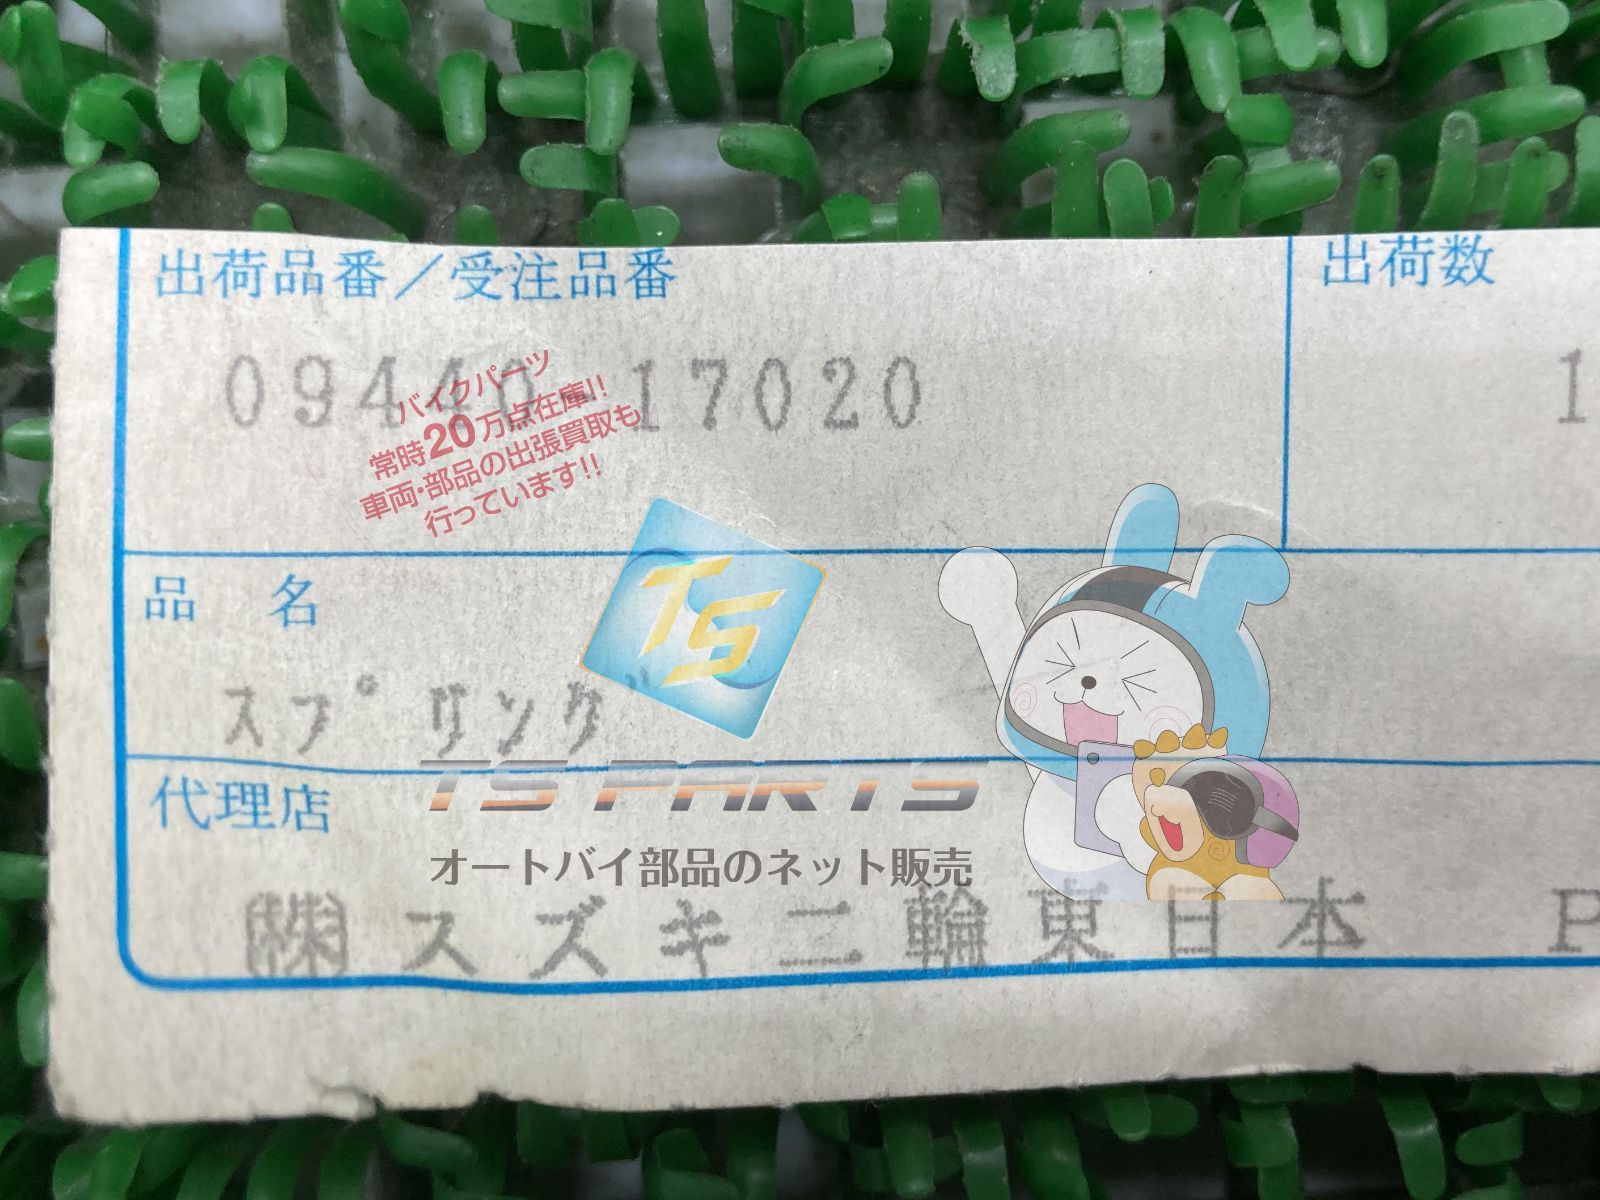 出荷品番／受注品番
出荷数
09440-17020
1
バイクパーツ
常時20万点在庫!!
車両・部品の出張買取も
行っています!!
品 名
TS
スプリング
代理店
TS PARTS
オートバイ部品のネット販売
㈱スズキ二輪東日本 P